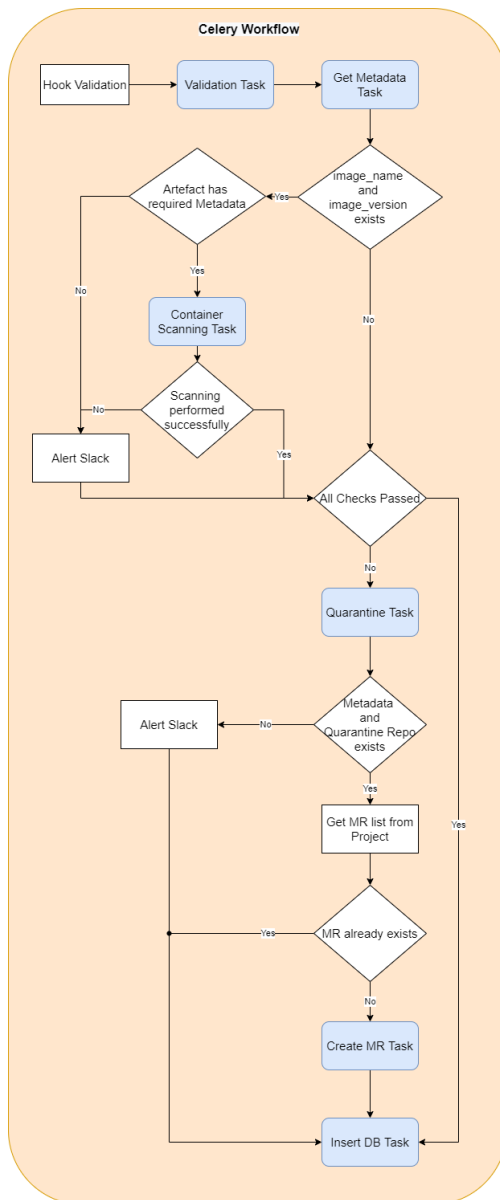 Celery Workflow
Hook Validation
Validation Task
Get Metadata
Task
Artefact has
required Metadata
Yes
image_name
and
image_version
exists
Yes
No
No
Container
Scanning Task
Scanning
performed
successfully
No
Yes
Alert Slack
All Checks Passed
No
Quarantine Task
Metadata
and
Quarantine Repo
exists
No
Alert Slack
Yes
Get MR list from
Project
Yes
MR already exists
Yes
No
Create MR Task
Insert DB Task